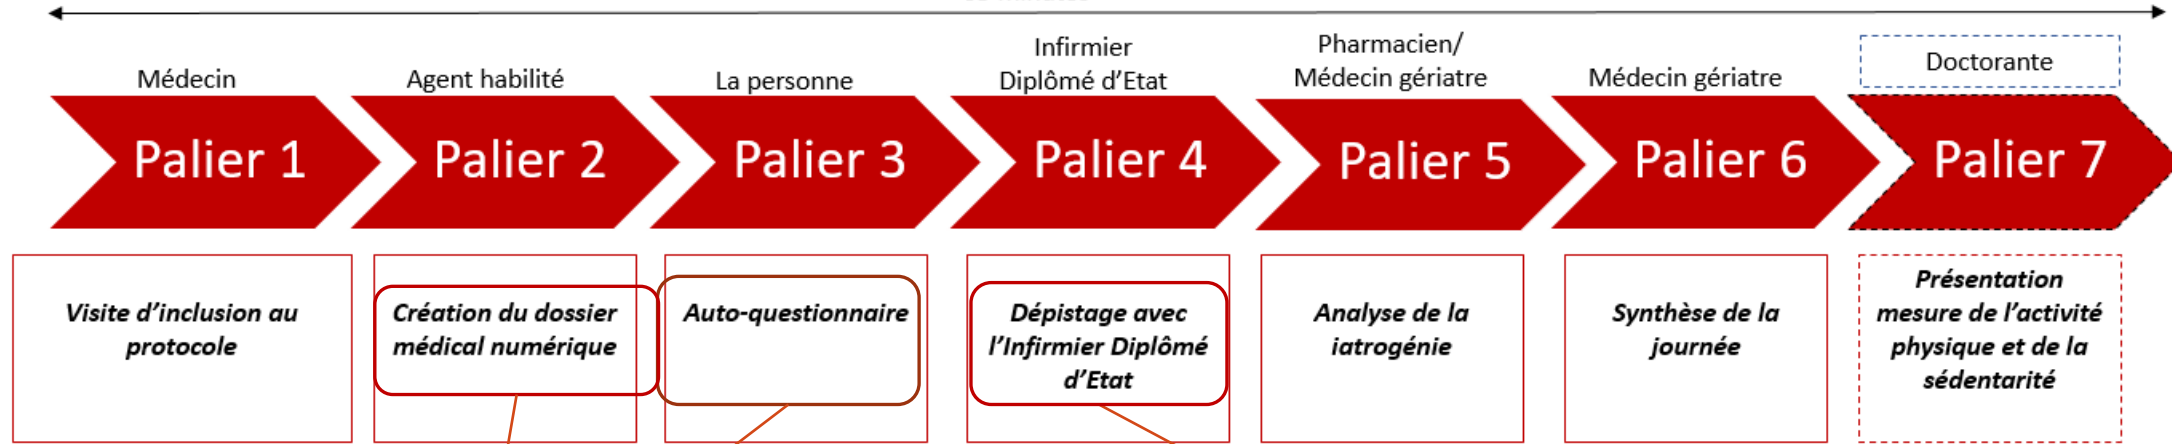 Médecin
Agent habilité
La personne
Infirmier
Diplômé d'Etat
Pharmacien/
Médecin gériatre
Médecin gériatre
Doctorante
Palier 1
Palier 2
Palier 3
Palier 4
Palier 5
Palier 6
Palier 7
Visite d'inclusion au
protocole
Création du dossier
médical numérique
Auto-questionnaire
Dépistage avec
l'Infirmier Diplômé
d'Etat
Analyse de la
iatrogénie
Synthèse de la
journée
Présentation
mesure de l'activité
physique et de la
sédentarité